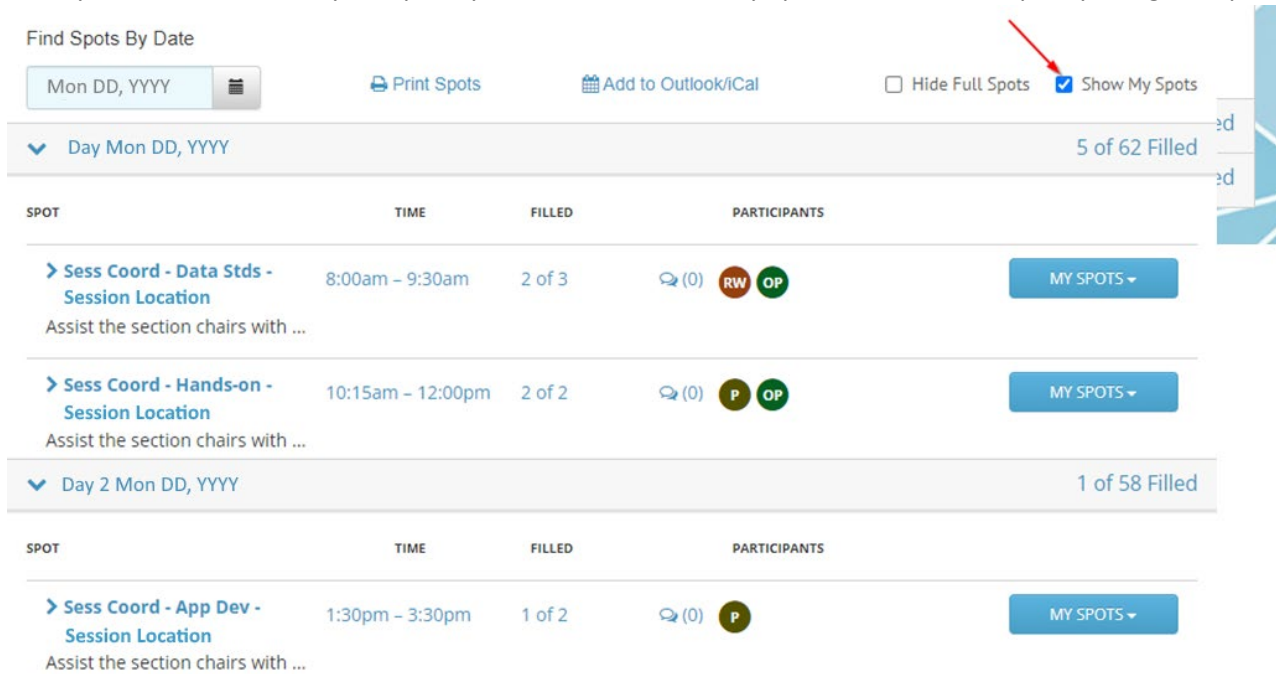 Find Spots By Date
Mon DD, YYYY Print Spots Add to Outlook/iCal Hide Full Spots Show My Spots
Day Mon DD, YYYY 5 of 62 Filled
SPOT TIME FILLED PARTICIPANTS
Sess Coord - Data Stds - 8:00am – 9:30am 2 of 3 (0) RW OP MY SPOTS
Session Location
Assist the section chairs with ...
Sess Coord - Hands-on - 10:15am – 12:00pm 2 of 2 (0) P OP MY SPOTS
Session Location
Assist the section chairs with ...
Day 2 Mon DD, YYYY 1 of 58 Filled
SPOT TIME FILLED PARTICIPANTS
Sess Coord - App Dev - 1:30pm – 3:30pm 1 of 2 (0) P MY SPOTS
Session Location
Assist the section chairs with ...